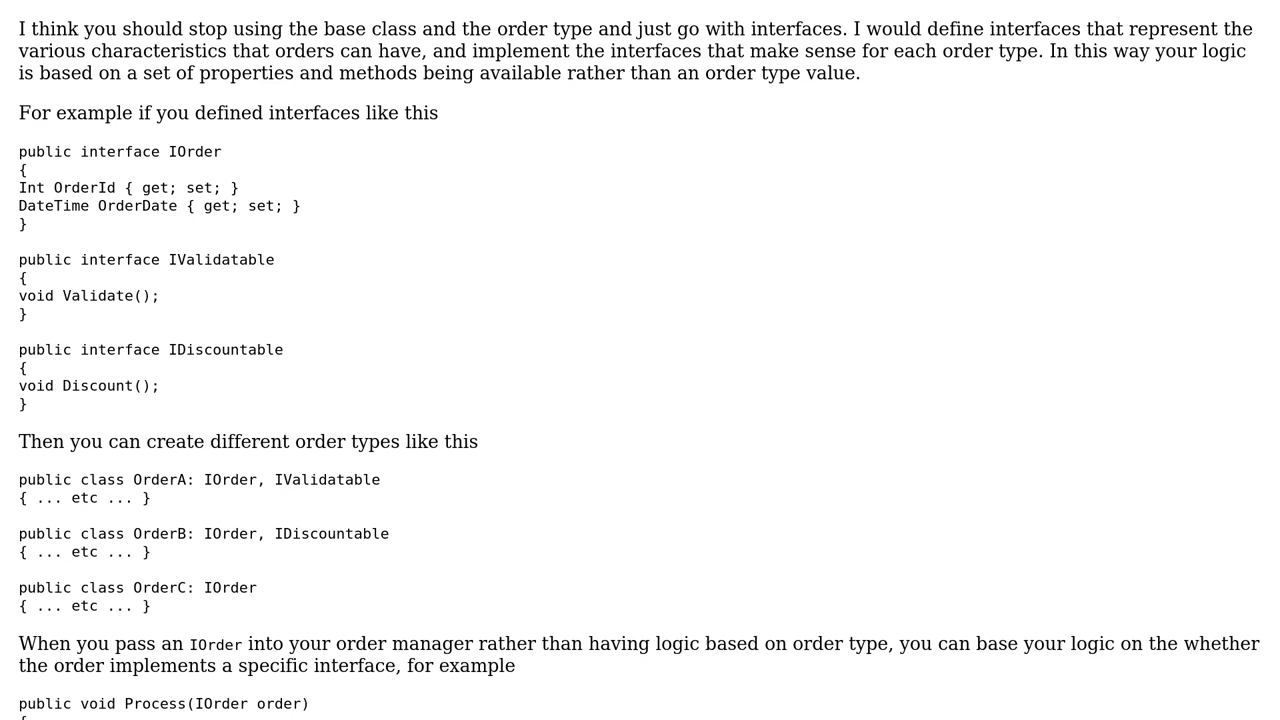 I think you should stop using the base class and the order type and just go with interfaces. I would define interfaces that represent the
various characteristics that orders can have, and implement the interfaces that make sense for each order type. In this way your logic
is based on a set of properties and methods being available rather than an order type value.
For example if you defined interfaces like this
public interface IOrder
{
Int OrderId { get; set; }
DateTime OrderDate { get; set; }
}
public interface IValidatable
{
void Validate();
}
public interface IDiscountable
{
void Discount();
}
Then you can create different order types like this
public class OrderA: IOrder, IValidatable
{ ... etc ... }
public class OrderB: IOrder, IDiscountable
{ ... etc ... }
public class OrderC: IOrder
{ ... etc ... }
When you pass an IOrder into your order manager rather than having logic based on order type, you can base your logic on the whether
the order implements a specific interface, for example
public void Process(IOrder order)
{